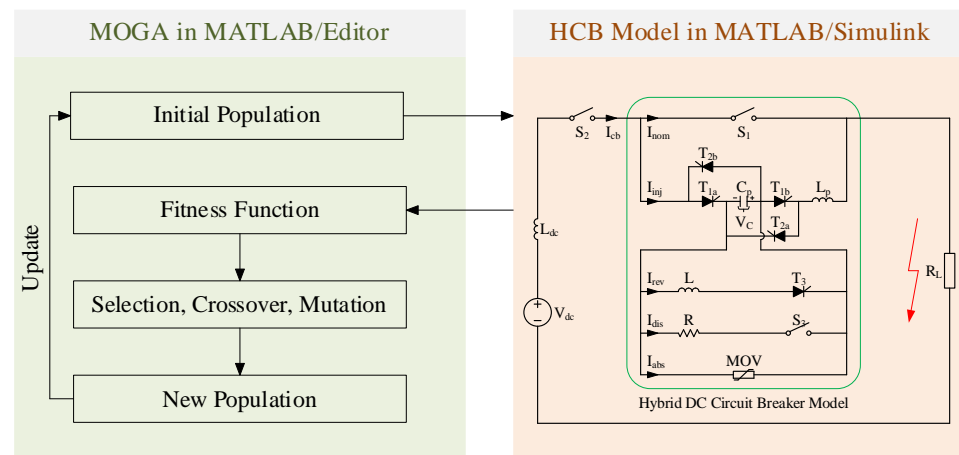 MOGA in MATLAB/Editor
Initial Population
Fitness Function
Selection, Crossover, Mutation
New Population
Update
HCB Model in MATLAB/Simulink
S2
Icb
Inom
S1
T2b
Iinj
T1a
Cp
T1b
Lp
- +
VC
T2a
Ldc
Irev
L
T3
RL
Vdc
Idis
R
S3
Iabs
MOV
Hybrid DC Circuit Breaker Model